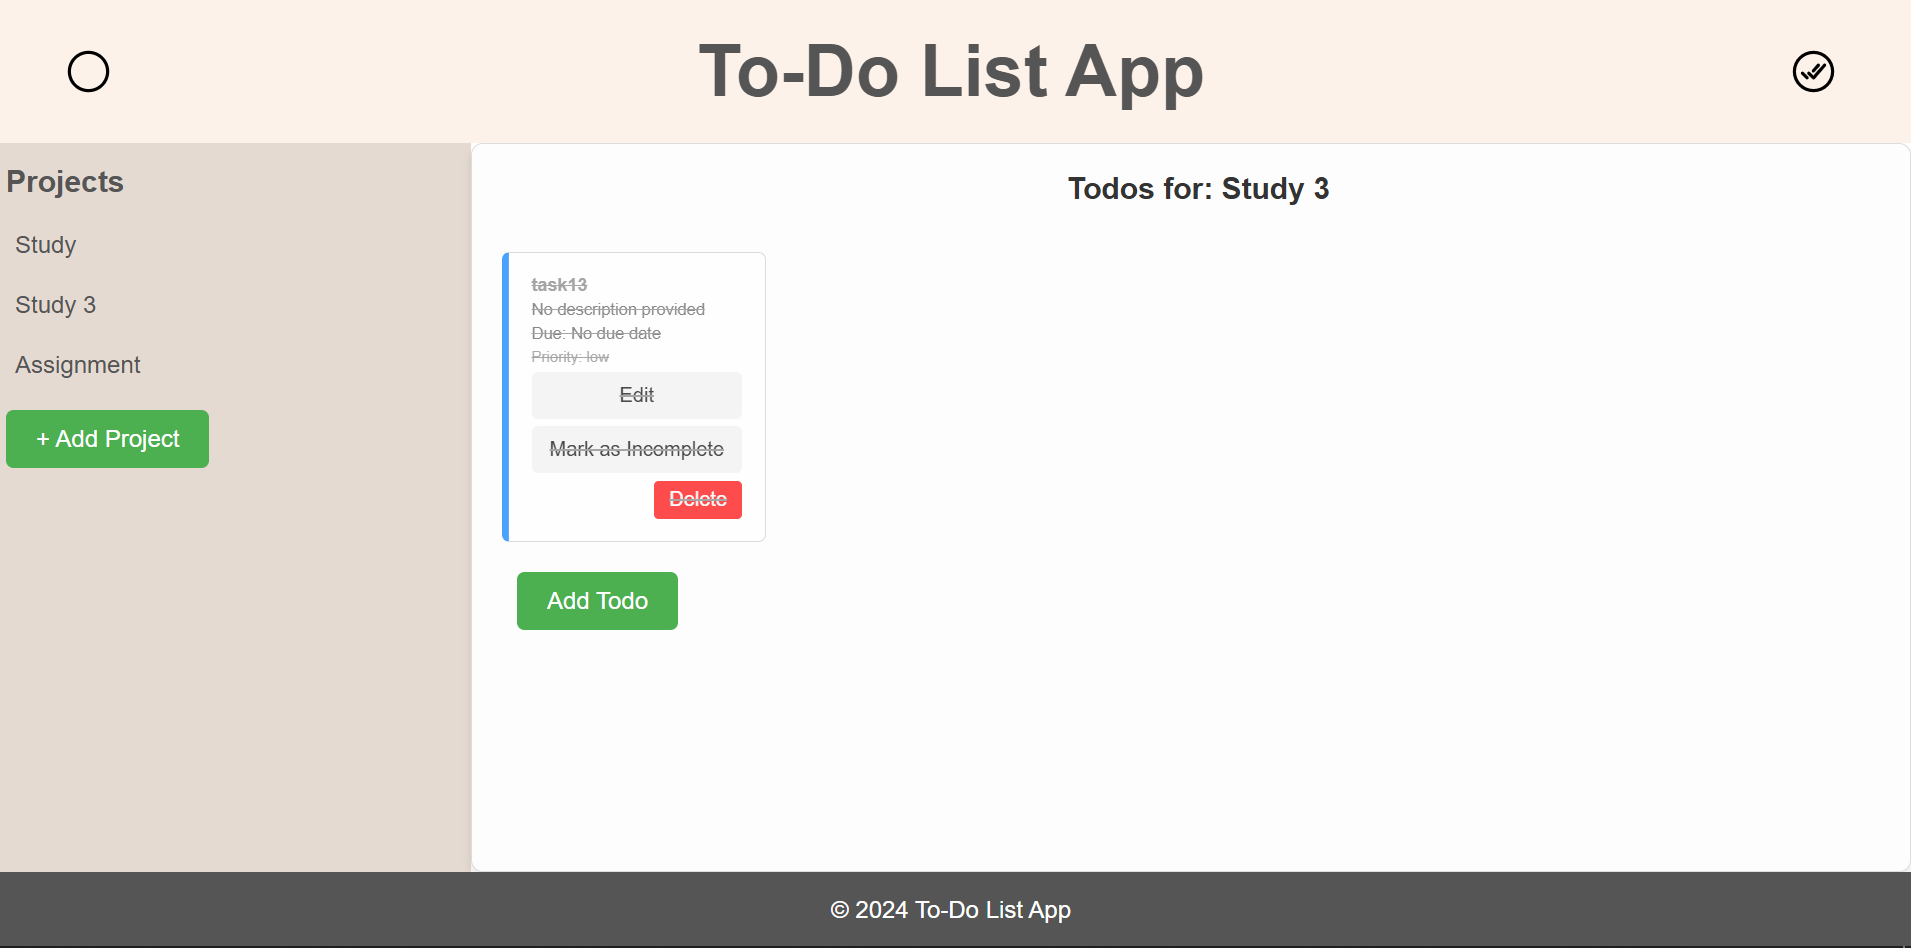 To-Do List App
Projects
Study
Study 3
Assignment
+ Add Project
Todos for: Study 3
task13
No description provided
Due: No due date
Priority: low
Edit
Mark as Incomplete
Delete
Add Todo
© 2024 To-Do List App